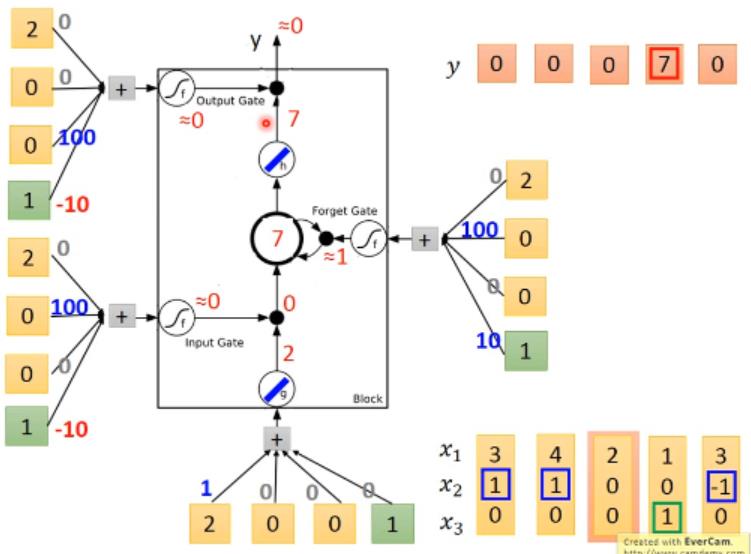 2 0
0 0
0 100
1 -10
+
f
Output Gate
≈0
y ≈0
7
h
y 0 0 0 7 0
Forget Gate
7
≈1
f
+
0 2
100 0
0 0
10 1
2 0
0 100
0 0
1 -10
+
f
≈0
Input Gate
0
2
g
Block
+
1 0 0 0
2 0 0 1
x₁ 3 4 2 1 3
x₂ 1 1 0 0 -1
x₃ 0 0 0 1 0
Created with EverCam.
http://www.camdemy.com